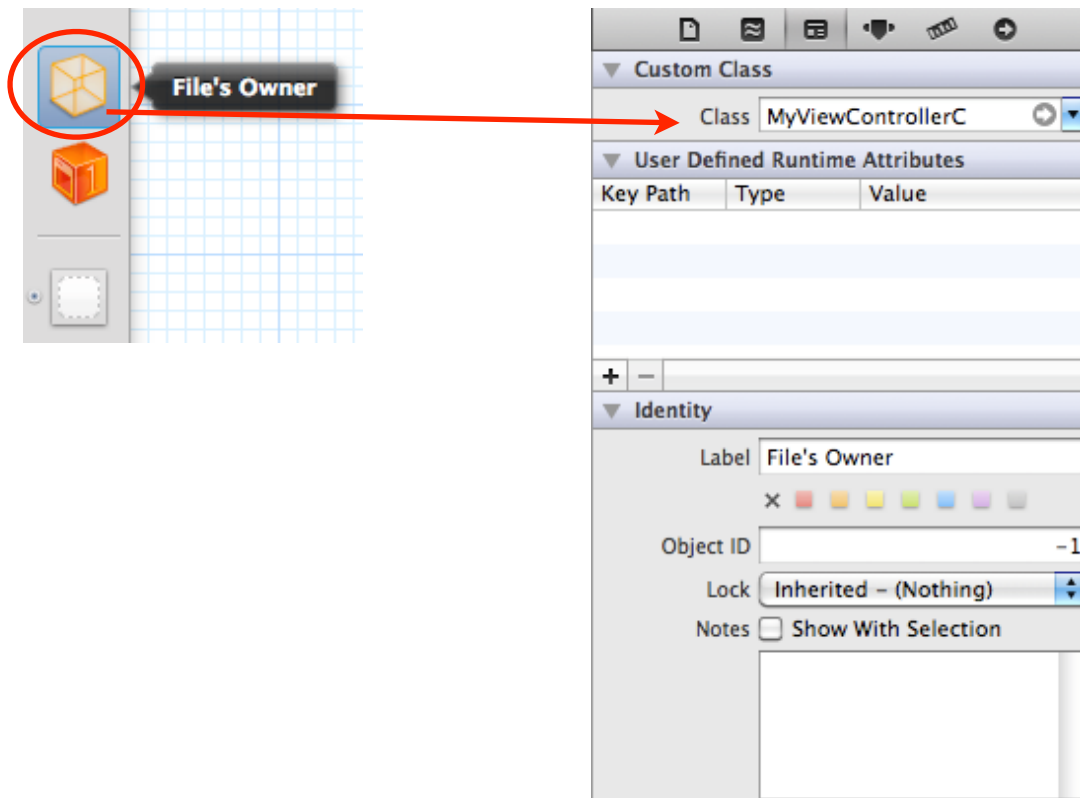 File's Owner
Custom Class
Class MyViewControllerC
User Defined Runtime Attributes
Key Path Type Value
+ −
Identity
Label File's Owner
Object ID -1
Lock Inherited - (Nothing)
Notes Show With Selection